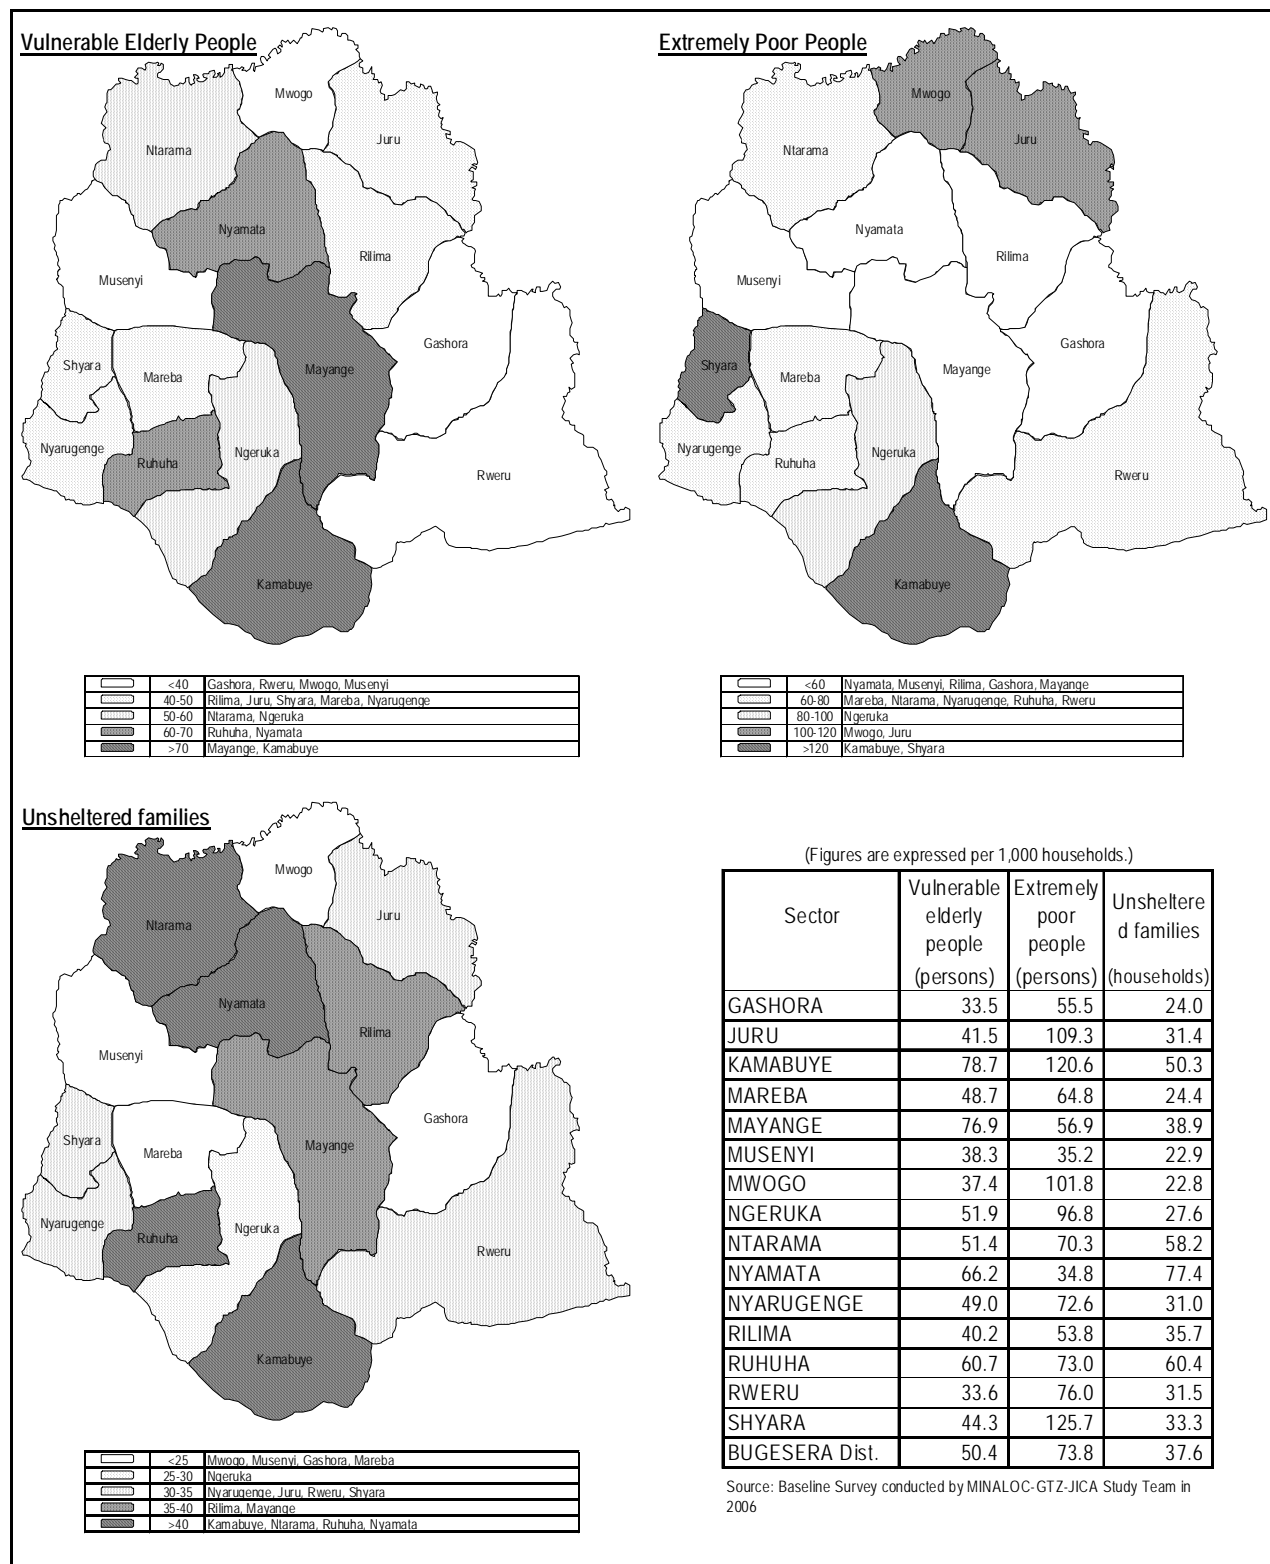 Vulnerable Elderly People
Mwogo
Juru
Ntarama
Nyamata
Rilima
Musenyi
Gashora
Shyara
Mareba
Mayange
Nyarugenge
Ruhuha
Ngeruka
Rweru
Kamabuye
<40 Gashora, Rweru, Mwogo, Musenyi
40-50 Rilima, Juru, Shyara, Mareba, Nyarugenge
50-60 Ntarama, Ngeruka
60-70 Ruhuha, Nyamata
>70 Mayange, Kamabuye
Extremely Poor People
Mwogo
Juru
Ntarama
Nyamata
Rilima
Musenyi
Gashora
Shyara
Mareba
Mayange
Nyarugenge
Ruhuha
Ngeruka
Rweru
Kamabuye
<60 Nyamata, Musenyi, Rilima, Gashora, Mayange
60-80 Mareba, Ntarama, Nyarugenge, Ruhuha, Rweru
80-100 Ngeruka
100-120 Mwogo, Juru
>120 Kamabuye, Shyara
Unsheltered families
Mwogo
Juru
Ntarama
Nyamata
Rilima
Musenyi
Gashora
Shyara
Mareba
Mayange
Nyarugenge
Ruhuha
Ngeruka
Rweru
Kamabuye
<25 Mwogo, Musenyi, Gashora, Mareba
25-30 Ngeruka
30-35 Nyarugenge, Juru, Rweru, Shyara
35-40 Rilima, Mayange
>40 Kamabuye, Ntarama, Ruhuha, Nyamata
(Figures are expressed per 1,000 households.)
Sector
Vulnerable
elderly
people
(persons)
Extremely
poor
people
(persons)
Unsheltere
d families
(households)
GASHORA 33.5 55.5 24.0
JURU 41.5 109.3 31.4
KAMABUYE 78.7 120.6 50.3
MAREBA 48.7 64.8 24.4
MAYANGE 76.9 56.9 38.9
MUSENYI 38.3 35.2 22.9
MWOGO 37.4 101.8 22.8
NGERUKA 51.9 96.8 27.6
NTARAMA 51.4 70.3 58.2
NYAMATA 66.2 34.8 77.4
NYARUGENGE 49.0 72.6 31.0
RILIMA 40.2 53.8 35.7
RUHUHA 60.7 73.0 60.4
RWERU 33.6 76.0 31.5
SHYARA 44.3 125.7 33.3
BUGESERA Dist. 50.4 73.8 37.6
Source: Baseline Survey conducted by MINALOC-GTZ-JICA Study Team in
2006